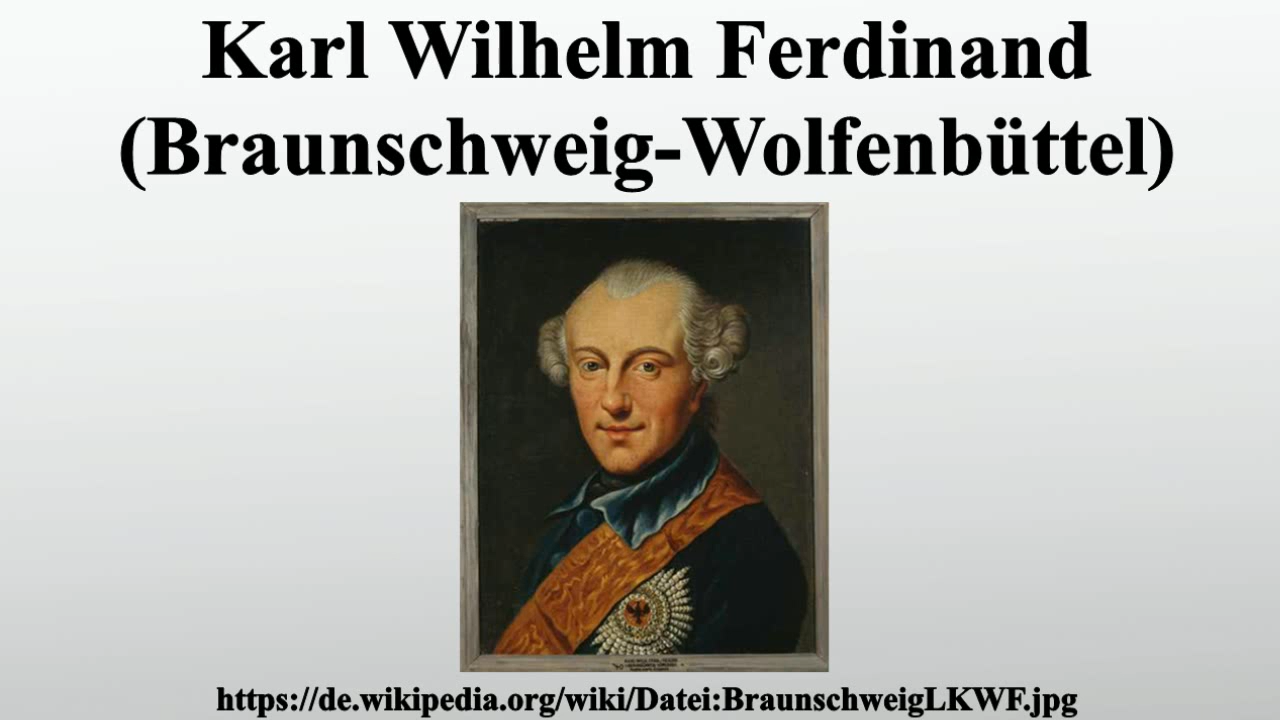 Karl Wilhelm Ferdinand
(Braunschweig-Wolfenbüttel)
https://de.wikipedia.org/wiki/Datei:BraunschweigLKWF.jpg